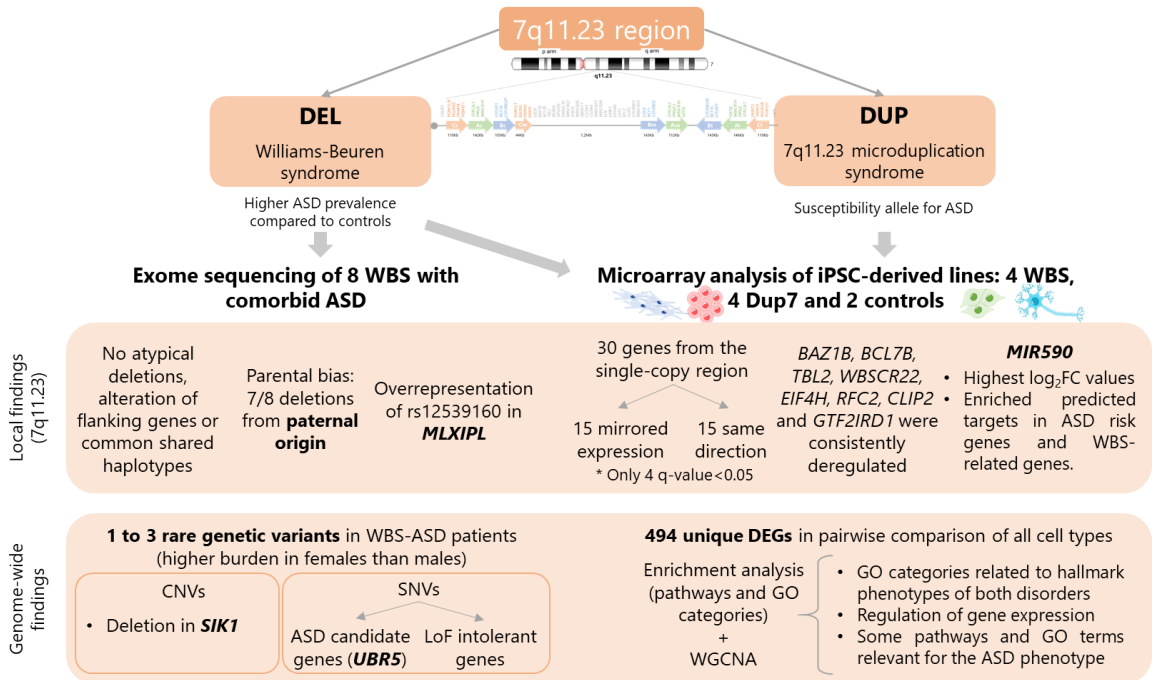 7q11.23 region
p arm
q arm
7
q11.23
DEL
Williams-Beuren
syndrome
DUP
7q11.23 microduplication
syndrome
1,2Mb
Higher ASD prevalence
compared to controls
Susceptibility allele for ASD
Exome sequencing of 8 WBS with
comorbid ASD
Microarray analysis of iPSC-derived lines: 4 WBS,
4 Dup7 and 2 controls
Local findings
(7q11.23)
No atypical
deletions,
alteration of
flanking genes or
common shared
haplotypes
Parental bias:
7/8 deletions
from paternal
origin
Overrepresentation
of rs12539160 in
MLXIPL
30 genes from the
single-copy region
15 mirrored
expression
15 same
direction
* Only 4 q-value<0.05
BAZ1B, BCL7B,
TBL2, WBSCR22,
EIF4H, RFC2, CLIP2
and GTF2IRD1 were
consistently
deregulated
MIR590
• Highest log₂FC values
• Enriched predicted
targets in ASD risk
genes and WBS-
related genes.
Genome-wide
findings
1 to 3 rare genetic variants in WBS-ASD patients
(higher burden in females than males)
CNVs
• Deletion in SIK1
SNVs
ASD candidate
genes (UBR5)
LoF intolerant
genes
494 unique DEGs in pairwise comparison of all cell types
Enrichment analysis
(pathways and GO
categories)
+
WGCNA
• GO categories related to hallmark
phenotypes of both disorders
• Regulation of gene expression
• Some pathways and GO terms
relevant for the ASD phenotype